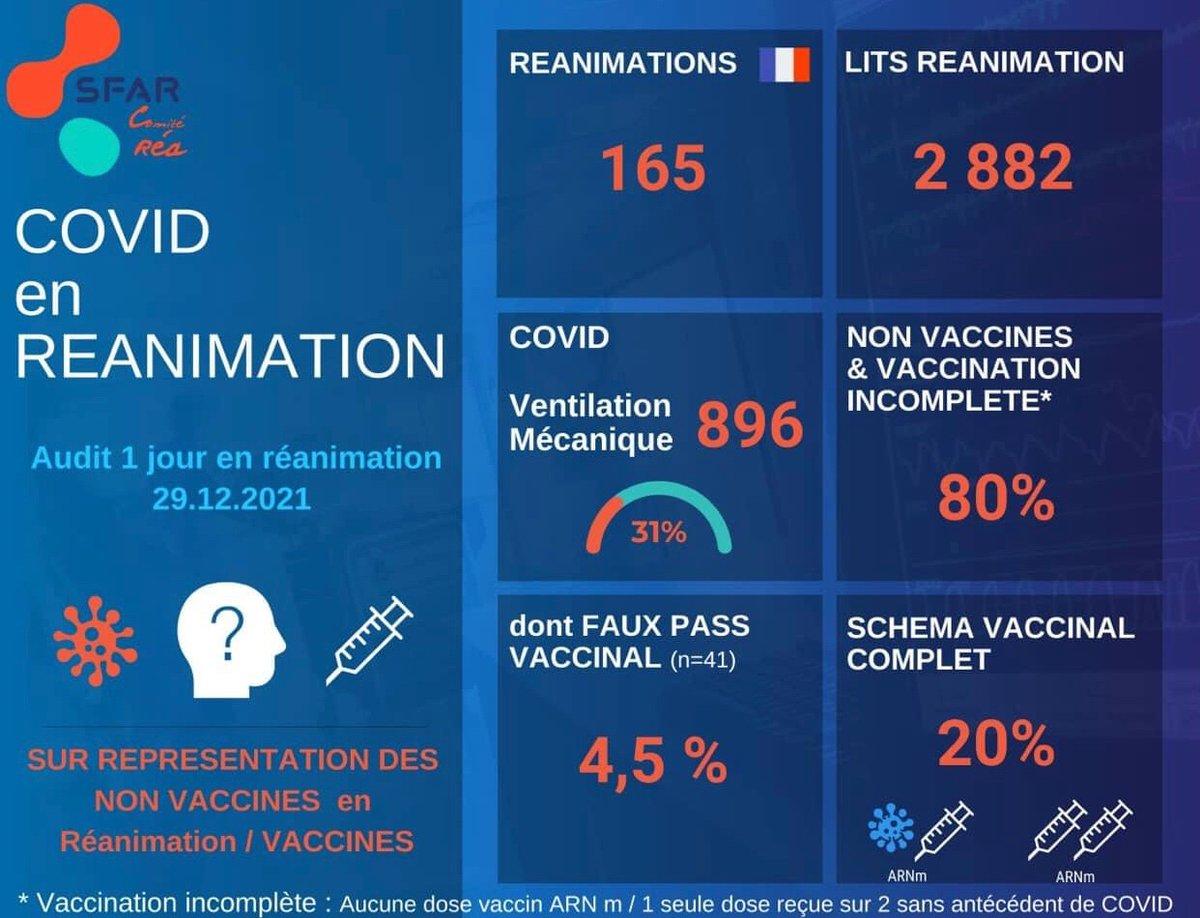 SFAR
Comité
Réa
COVID
en
REANIMATION
Audit 1 jour en réanimation
29.12.2021
?
SUR REPRESENTATION DES
NON VACCINES en
Réanimation / VACCINES
REANIMATIONS
165
LITS REANIMATION
2 882
COVID
Ventilation
Mécanique
896
31%
NON VACCINES
& VACCINATION
INCOMPLETE*
80%
dont FAUX PASS
VACCINAL (n=41)
4,5 %
SCHEMA VACCINAL
COMPLET
20%
ARNm
ARNm
* Vaccination incomplète : Aucune dose vaccin ARN m / 1 seule dose reçue sur 2 sans antécédent de COVID